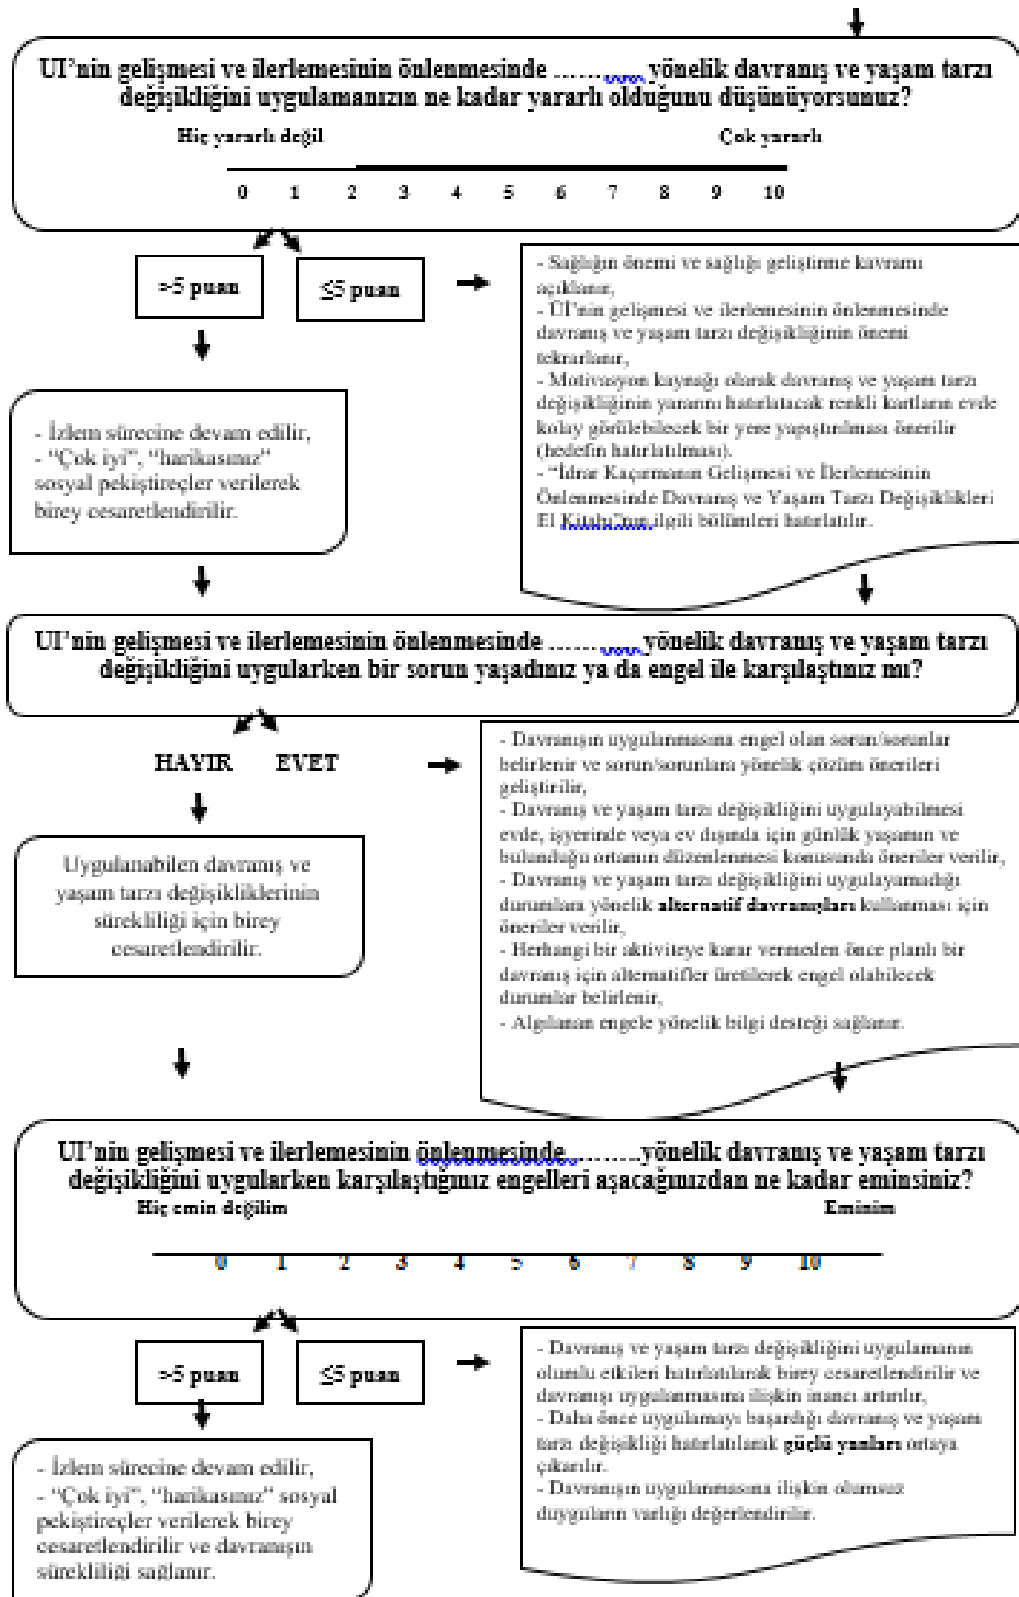 UI’nin gelişmesi ve ilerlemesinin önlenmesinde ............ yönelik davranış ve yaşam tarzı
değişikliğini uygulamanızın ne kadar yararlı olduğunu düşünüyorsunuz?
Hiç yararlı değil Çok yararlı
0 1 2 3 4 5 6 7 8 9 10
>5 puan ≤5 puan
- Sağlığın önemi ve sağlığı geliştirme kavramı
açıklanır,
- Üİ’nin gelişmesi ve ilerlemesinin önlenmesinde
davranış ve yaşam tarzı değişikliğinin önemi
tekrarlanır,
- Motivasyon kaynağı olarak davranış ve yaşam tarzı
değişikliğinin yararını hatırlatacak renkli kartların evde
kolay görülebilecek bir yere yapıştırılması önerilir
(hedefin hatırlatılması).
- “İdrar Kaçırmanın Gelişmesi ve İlerlemesinin
Önlenmesinde Davranış ve Yaşam Tarzı Değişiklikleri
El Kitabı”nın ilgili bölümleri hatırlatılır.
- İzlem sürecine devam edilir,
- “Çok iyi”, “harikasınız”
sosyal pekiştireçler verilerek
birey cesaretlendirilir.
UI’nin gelişmesi ve ilerlemesinin önlenmesinde ............ yönelik davranış ve yaşam tarzı
değişikliğini uygularken bir sorun yaşadınız ya da engel ile karşılaştınız mı?
HAYIR EVET
- Davranışın uygulanmasına engel olan sorun/sorunlar
belirlenir ve sorun/sorunlara yönelik çözüm önerileri
geliştirilir,
- Davranış ve yaşam tarzı değişikliğini uygulayabilmesi
evde, işyerinde veya ev dışında için günlük yaşamın ve
bulunduğu ortamın düzenlenmesi konusunda öneriler verilir,
- Davranış ve yaşam tarzı değişikliğini uygulayamadığı
durumlara yönelik alternatif davranışları kullanması için
öneriler verilir,
- Herhangi bir aktiviteye karar vermeden önce planlı bir
davranış için alternatifler üretilerek engel olabilecek
durumlar belirlenir,
- Algılanan engele yönelik bilgi desteği sağlanır.
Uygulanabilen davranış ve
yaşam tarzı değişikliklerinin
sürekliliği için birey
cesaretlendirilir.
UI’nin gelişmesi ve ilerlemesinin önlenmesinde...........yönelik davranış ve yaşam tarzı
değişikliğini uygularken karşılaştığınız engelleri aşacağınızdan ne kadar eminsiniz?
Hiç emin değilim Eminim
0 1 2 3 4 5 6 7 8 9 10
>5 puan ≤5 puan
- Davranış ve yaşam tarzı değişikliğini uygulamanın
olumlu etkileri hatırlatılarak birey cesaretlendirilir ve
davranışı uygulanmasına ilişkin inancı artırılır,
- Daha önce uygulamayı başardığı davranış ve yaşam
tarzı değişikliği hatırlatılarak güçlü yanları ortaya
çıkarılır.
- Davranışın uygulanmasına ilişkin olumsuz
duyguların varlığı değerlendirilir.
- İzlem sürecine devam edilir,
- “Çok iyi”, “harikasınız” sosyal
pekiştireçler verilerek birey
cesaretlendirilir ve davranışın
sürekliliği sağlanır.